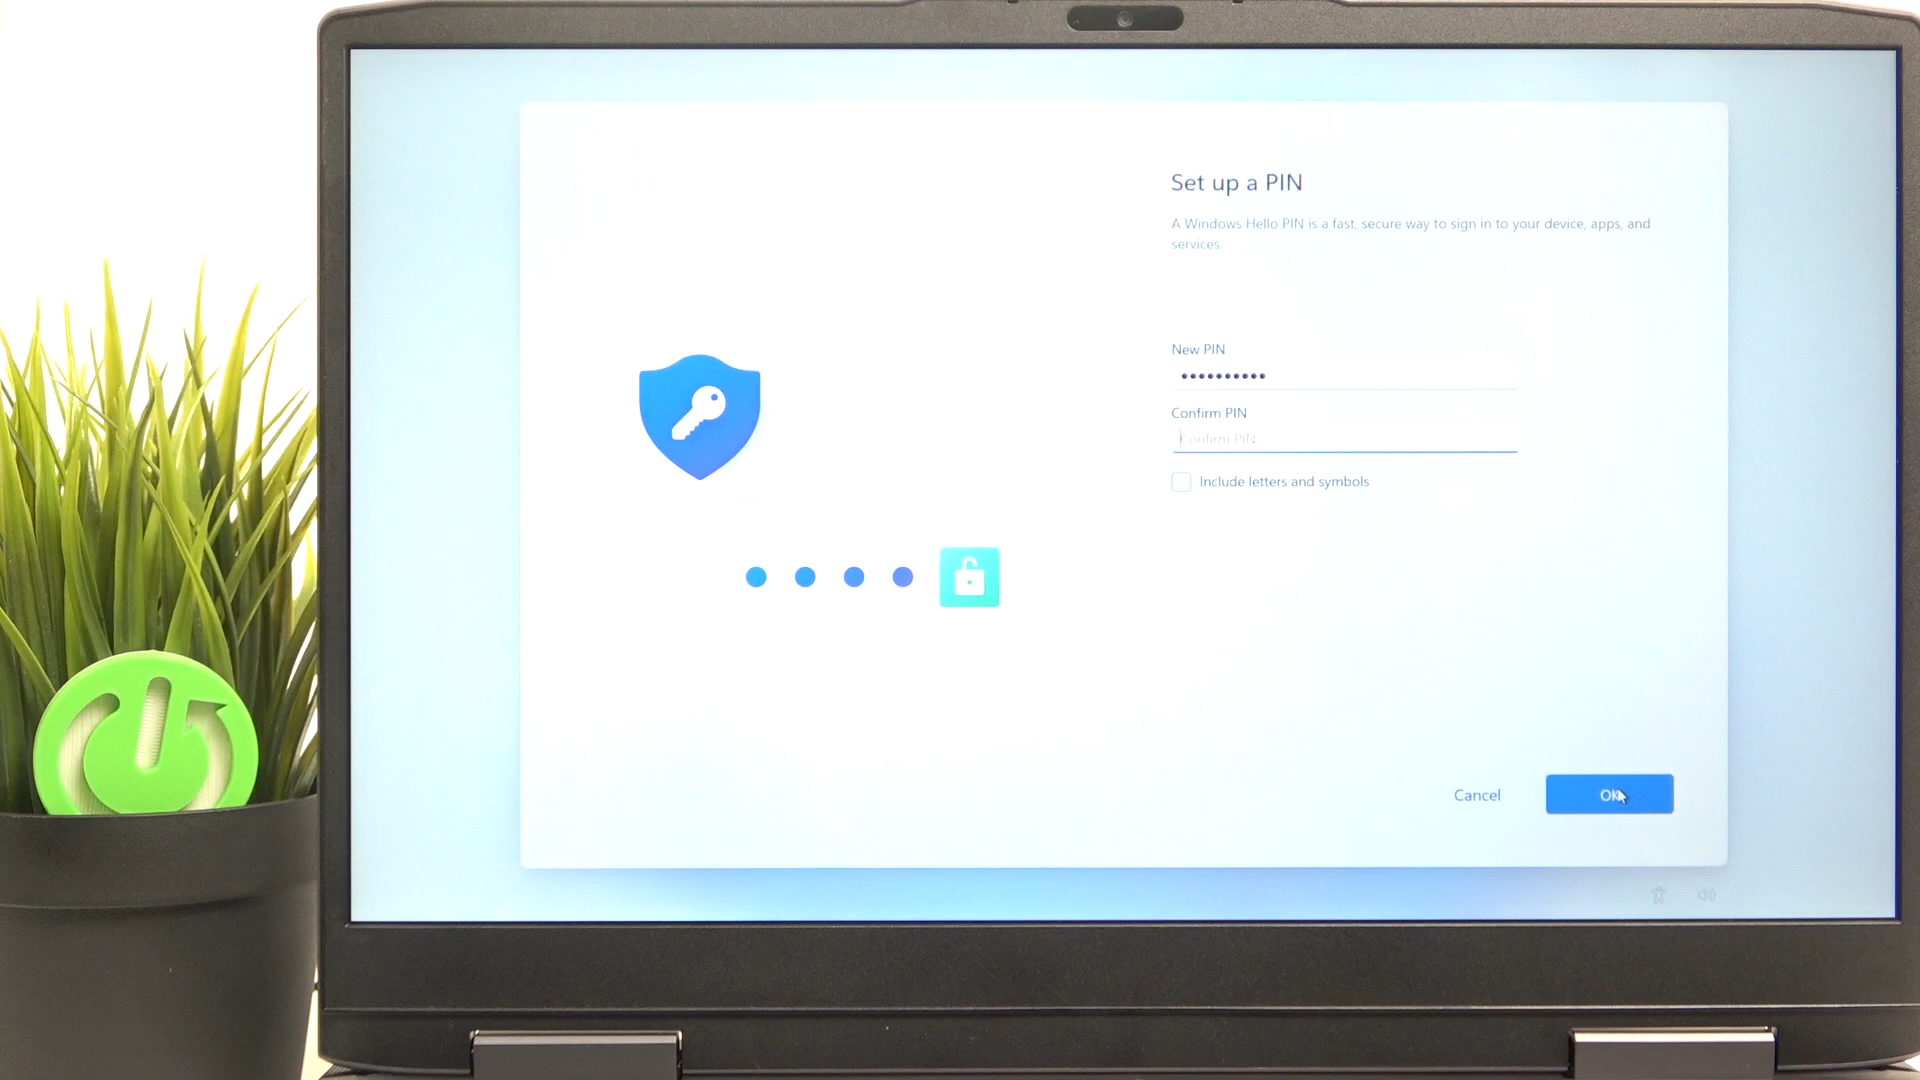 Set up a PIN
A Windows Hello PIN is a fast, secure way to sign in to your device, apps, and
services.
New PIN
••••••••••
Confirm PIN
Confirm PIN
Include letters and symbols
Cancel
OK